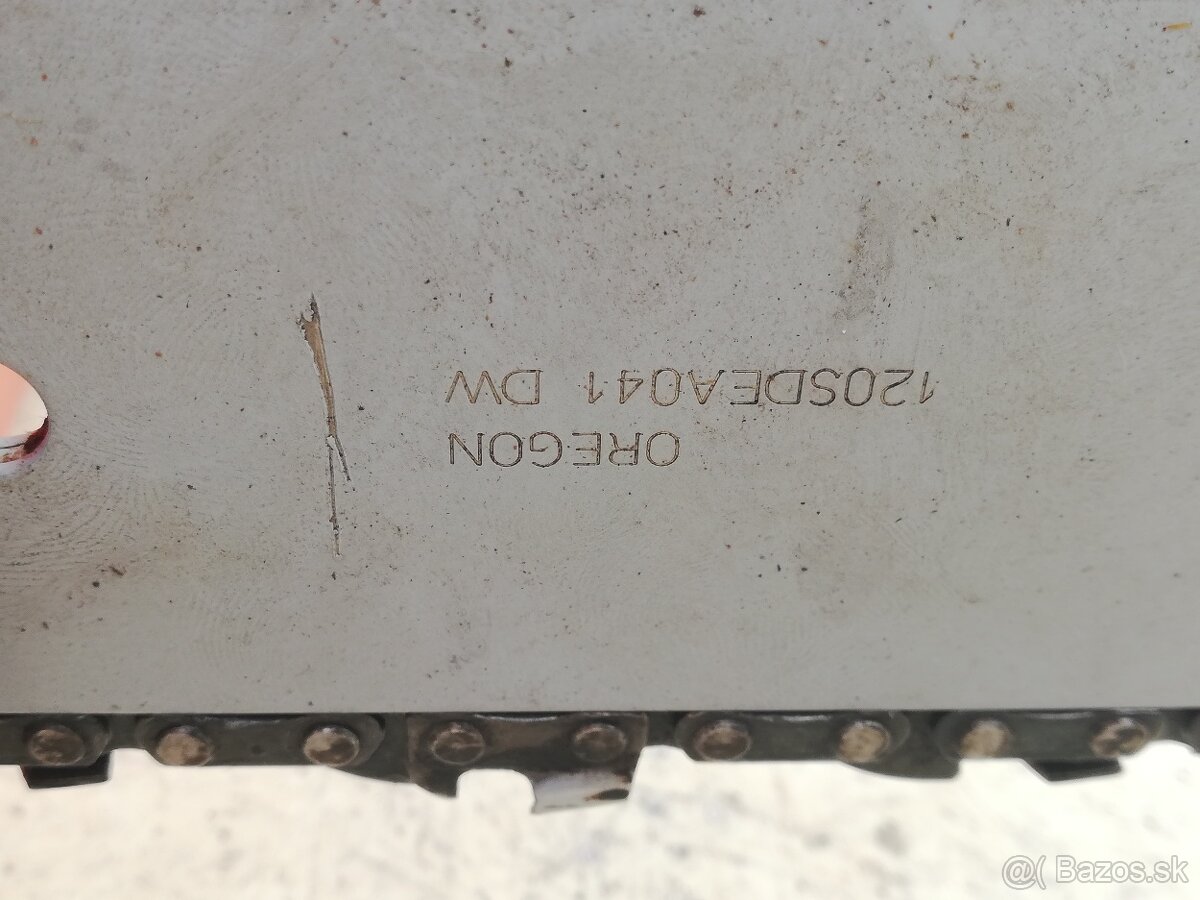 OREGON
120SDEA041 DW
@( Bazos.sk